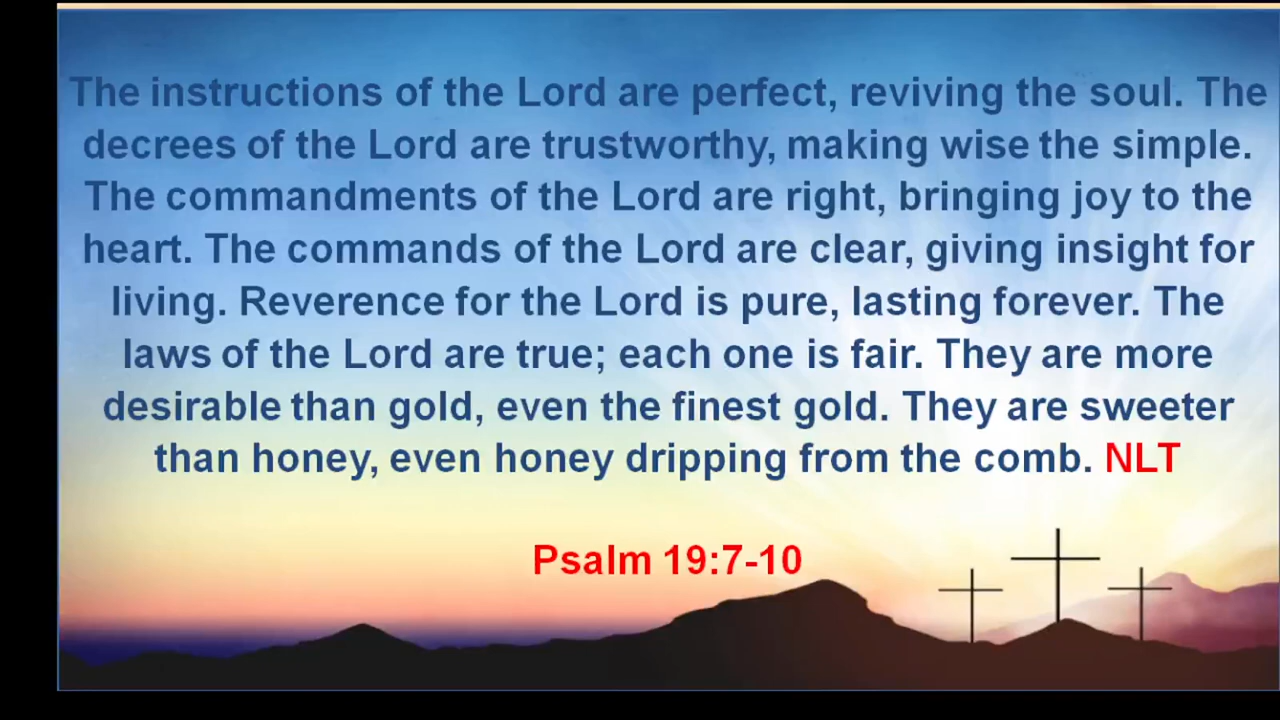 The instructions of the Lord are perfect, reviving the soul. The
decrees of the Lord are trustworthy, making wise the simple.
The commandments of the Lord are right, bringing joy to the
heart. The commands of the Lord are clear, giving insight for
living. Reverence for the Lord is pure, lasting forever. The
laws of the Lord are true; each one is fair. They are more
desirable than gold, even the finest gold. They are sweeter
than honey, even honey dripping from the comb. NLT
Psalm 19:7-10